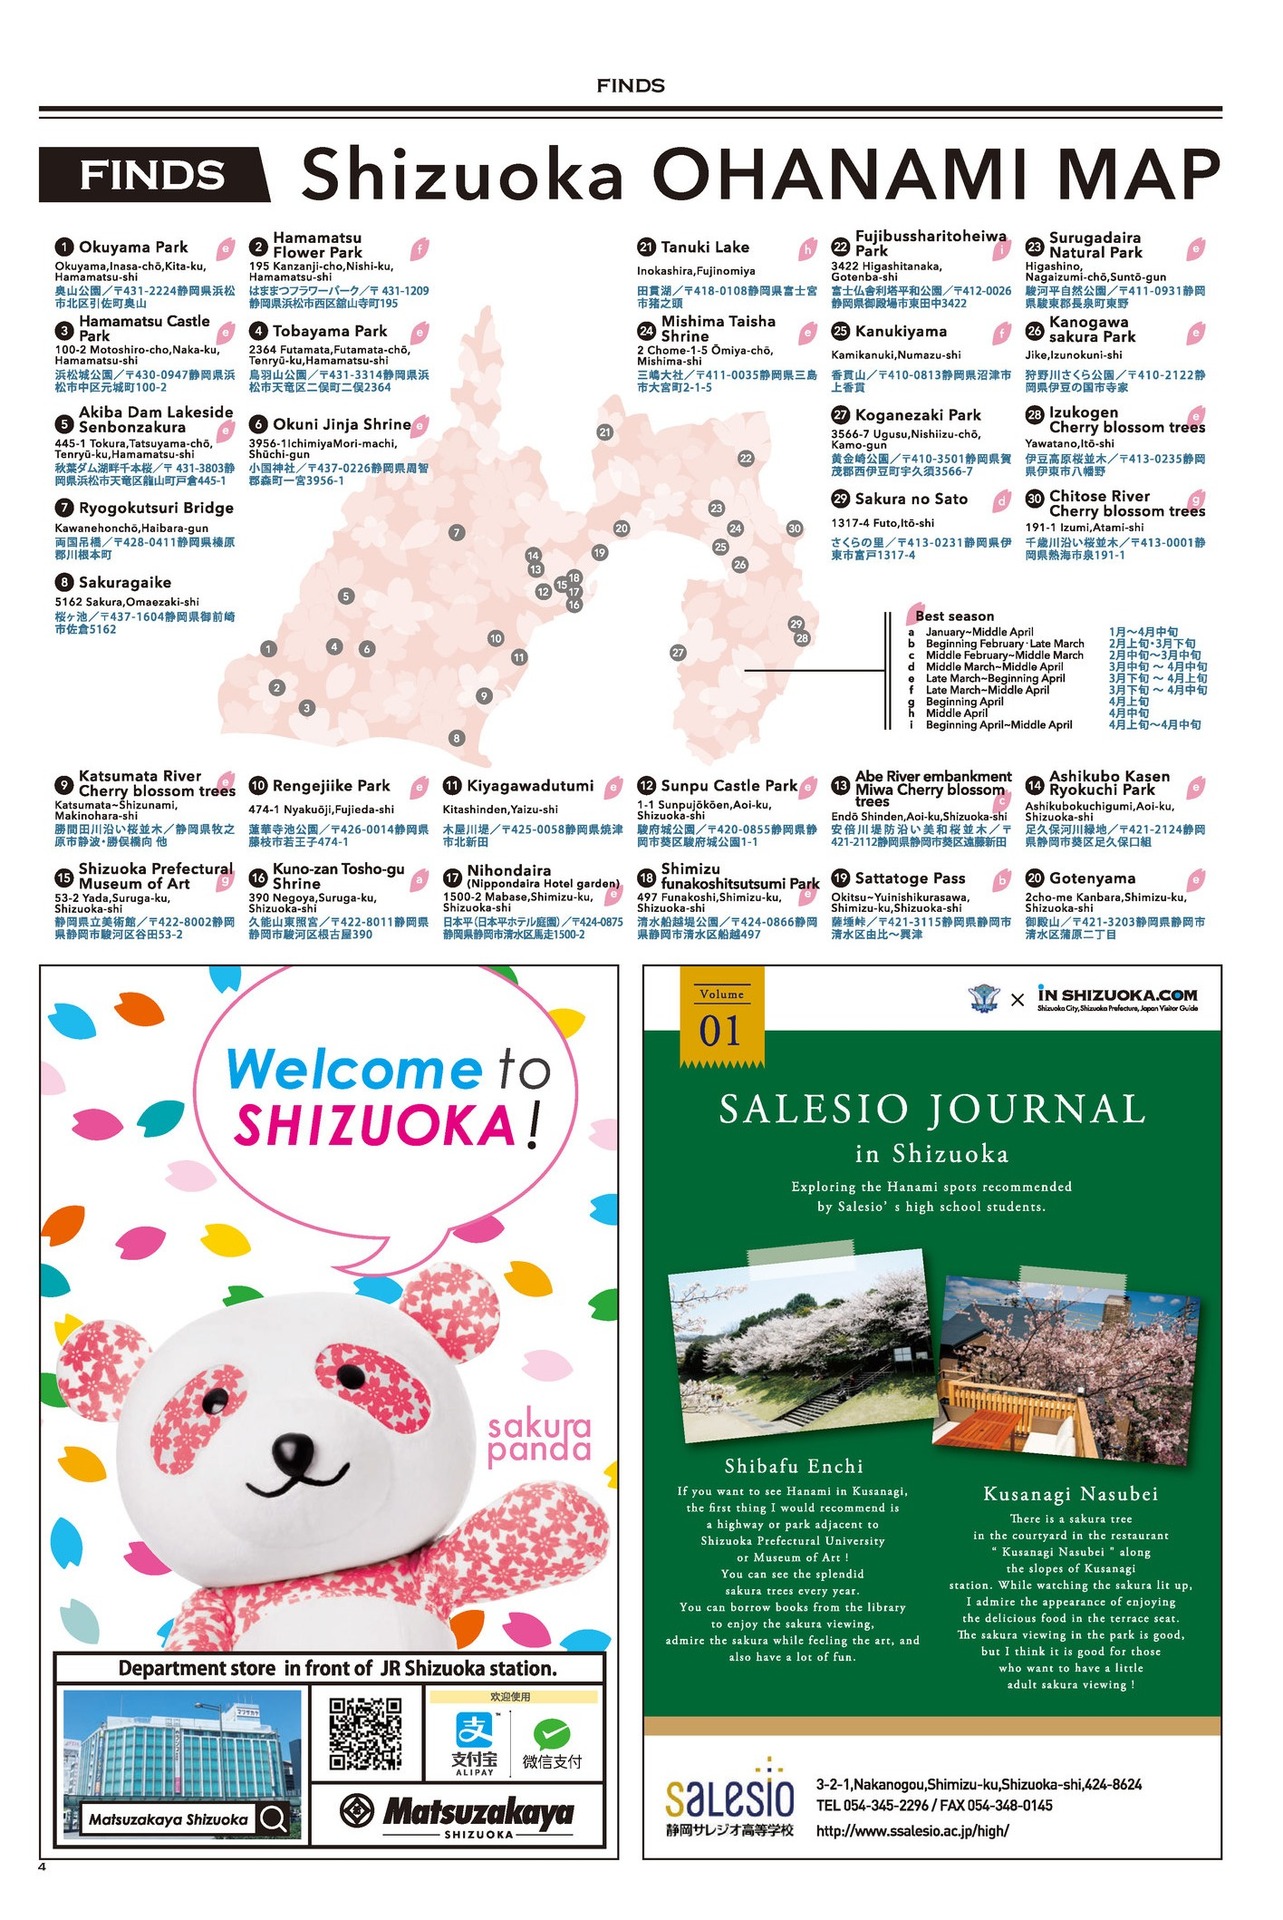 FINDS
FINDS
Shizuoka OHANAMI MAP
1 Okuyama Park e
Okuyama,Inasa-chō,Kita-ku,
Hamamatsu-shi
奥山公園／〒431-2224静岡県浜松
市北区引佐町奥山
2 Hamamatsu
Flower Park f
195 Kanzanji-cho,Nishi-ku,
Hamamatsu-shi
はままつフラワーパーク／〒431-1209
静岡県浜松市西区舘山寺町195
3 Hamamatsu Castle
Park e
100-2 Motoshiro-cho,Naka-ku,
Hamamatsu-shi
浜松城公園／〒430-0947静岡県浜
松市中区元城町100-2
4 Tobayama Park e
2364 Futamata,Futamata-chō,
Tenryū-ku,Hamamatsu-shi
鳥羽山公園／〒431-3314静岡県浜
松市天竜区二俣町二俣2364
5 Akiba Dam Lakeside
Senbonzakura e
445-1 Tokura,Tatsuyama-chō,
Tenryū-ku,Hamamatsu-shi
秋葉ダム湖畔千本桜／〒431-3803静
岡県浜松市天竜区龍山町戸倉445-1
6 Okuni Jinja Shrine e
3956-1IchimiyaMori-machi,
Shūchi-gun
小国神社／〒437-0226静岡県周智
郡森町一宮3956-1
7 Ryogokutsuri Bridge
Kawanehonchō,Haibara-gun
両国吊橋／〒428-0411静岡県榛原
郡川根本町
8 Sakuragaike
5162 Sakura,Omaezaki-shi
桜ヶ池／〒437-1604静岡県御前崎
市佐倉5162
21 Tanuki Lake h
Inokashira,Fujinomiya
田貫湖／〒418-0108静岡県富士宮
市猪之頭
22 Fujibussharitoheiwa
Park i
3422 Higashitanaka,
Gotenba-shi
富士仏舎利塔平和公園／〒412-0026
静岡県御殿場市東田中3422
23 Surugadaira
Natural Park e
Higashino,
Nagaizumi-chō,Suntō-gun
駿河平自然公園／〒411-0931静岡
県駿東郡長泉町東野
24 Mishima Taisha
Shrine e
2 Chome-1-5 Ōmiya-chō,
Mishima-shi
三嶋大社／〒411-0035静岡県三島
市大宮町2-1-5
25 Kanukiyama f
Kamikanuki,Numazu-shi
香貫山／〒410-0813静岡県沼津市
上香貫
26 Kanogawa
sakura Park e
Jike,Izunokuni-shi
狩野川さくら公園／〒410-2122静
岡県伊豆の国市寺家
27 Koganezaki Park
3566-7 Ugusu,Nishiizu-chō,
Kamo-gun
黄金崎公園／〒410-3501静岡県賀
茂郡西伊豆町宇久須3566-7
28 Izukogen
Cherry blossom trees e
Yawatano,Itō-shi
伊豆高原桜並木／〒413-0235静岡
県伊東市八幡野
29 Sakura no Sato d
1317-4 Futo,Itō-shi
さくらの里／〒413-0231静岡県伊
東市富戸1317-4
30 Chitose River
Cherry blossom trees g
191-1 Izumi,Atami-shi
千歳川沿い桜並木／〒413-0001静
岡県熱海市泉191-1
21
22
23
20 24 30
7
19 25
14
13 26
18
15
12 17
16
5
29
28
10
1 4 6 27
11
2
9
3
8
Best season
a January~Middle April 1月〜4月中旬
b Beginning February・Late March 2月上旬・3月下旬
c Middle February~Middle March 2月中旬〜3月中旬
d Middle March~Middle April 3月中旬 〜 4月中旬
e Late March~Beginning April 3月下旬 〜 4月上旬
f Late March~Middle April 3月下旬 〜 4月中旬
g Beginning April 4月上旬
h Middle April 4月中旬
i Beginning April~Middle April 4月上旬〜4月中旬
9 Katsumata River
Cherry blossom trees e
Katsumata~Shizunami,
Makinohara-shi
勝間田川沿い桜並木／静岡県牧之
原市静波・勝俣橋向 他
10 Rengejiike Park e
474-1 Nyakuōji,Fujieda-shi
蓮華寺池公園／〒426-0014静岡県
藤枝市若王子474-1
11 Kiyagawadutumi e
Kitashinden,Yaizu-shi
木屋川堤／〒425-0058静岡県焼津
市北新田
12 Sunpu Castle Park e
1-1 Sunpujōkōen,Aoi-ku,
Shizuoka-shi
駿府城公園／〒420-0855静岡県静
岡市葵区駿府城公園1-1
13 Abe River embankment
Miwa Cherry blossom
trees c
Endō Shinden,Aoi-ku,Shizuoka-shi
安倍川堤防沿い美和桜並木／〒
421-2112静岡県静岡市葵区遠藤新田
14 Ashikubo Kasen
Ryokuchi Park e
Ashikubokuchigumi,Aoi-ku,
Shizuoka-shi
足久保河川緑地／〒421-2124静岡
県静岡市葵区足久保口組
15 Shizuoka Prefectural
Museum of Art g
53-2 Yada,Suruga-ku,
Shizuoka-shi
静岡県立美術館／〒422-8002静岡
県静岡市駿河区谷田53-2
16 Kuno-zan Tosho-gu
Shrine a
390 Negoya,Suruga-ku,
Shizuoka-shi
久能山東照宮／〒422-8011静岡県
静岡市駿河区根古屋390
17 Nihondaira
(Nippondaira Hotel garden)
1500-2 Mabase,Shimizu-ku, e
Shizuoka-shi
日本平（日本平ホテル庭園）／〒424-0875
静岡県静岡市清水区馬走1500-2
18 Shimizu
funakoshitsutsumi Park
497 Funakoshi,Shimizu-ku, e
Shizuoka-shi
清水船越堤公園／〒424-0866静岡
県静岡市清水区船越497
19 Sattatoge Pass b
Okitsu~Yuinishikurasawa,
Shimizu-ku,Shizuoka-shi
薩埵峠／〒421-3115静岡県静岡市
清水区由比〜興津
20 Gotenyama e
2cho-me Kanbara,Shimizu-ku,
Shizuoka-shi
御殿山／〒421-3203静岡県静岡市
清水区蒲原二丁目
Welcome to
SHIZUOKA!
sakura
panda
Department store in front of JR Shizuoka station.
欢迎使用
支付宝
ALIPAY
微信支付
Matsuzakaya Shizuoka
Matsuzakaya
SHIZUOKA
Volume
01
× iN SHIZUOKA.COM
Shizuoka City, Shizuoka Prefecture, Japan Visitor Guide
SALESIO JOURNAL
in Shizuoka
Exploring the Hanami spots recommended
by Salesio’ s high school students.
Shibafu Enchi
If you want to see Hanami in Kusanagi,
the first thing I would recommend is
a highway or park adjacent to
Shizuoka Prefectural University
or Museum of Art !
You can see the splendid
sakura trees every year.
You can borrow books from the library
to enjoy the sakura viewing,
admire the sakura while feeling the art, and
also have a lot of fun.
Kusanagi Nasubei
There is a sakura tree
in the courtyard in the restaurant
“ Kusanagi Nasubei ” along
the slopes of Kusanagi
station. While watching the sakura lit up,
I admire the appearance of enjoying
the delicious food in the terrace seat.
The sakura viewing in the park is good,
but I think it is good for those
who want to have a little
adult sakura viewing !
salesio
静岡サレジオ高等学校
3-2-1,Nakanogou,Shimizu-ku,Shizuoka-shi,424-8624
TEL 054-345-2296 / FAX 054-348-0145
http://www.ssalesio.ac.jp/high/
4